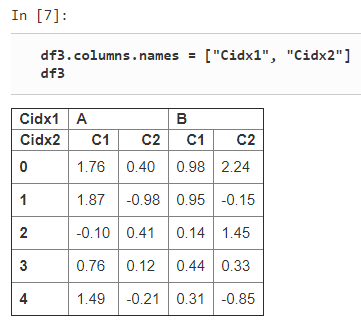 In [7]:
df3.columns.names = ["Cidx1", "Cidx2"]
df3
Cidx1 A B
Cidx2 C1 C2 C1 C2
0 1.76 0.40 0.98 2.24
1 1.87 -0.98 0.95 -0.15
2 -0.10 0.41 0.14 1.45
3 0.76 0.12 0.44 0.33
4 1.49 -0.21 0.31 -0.85